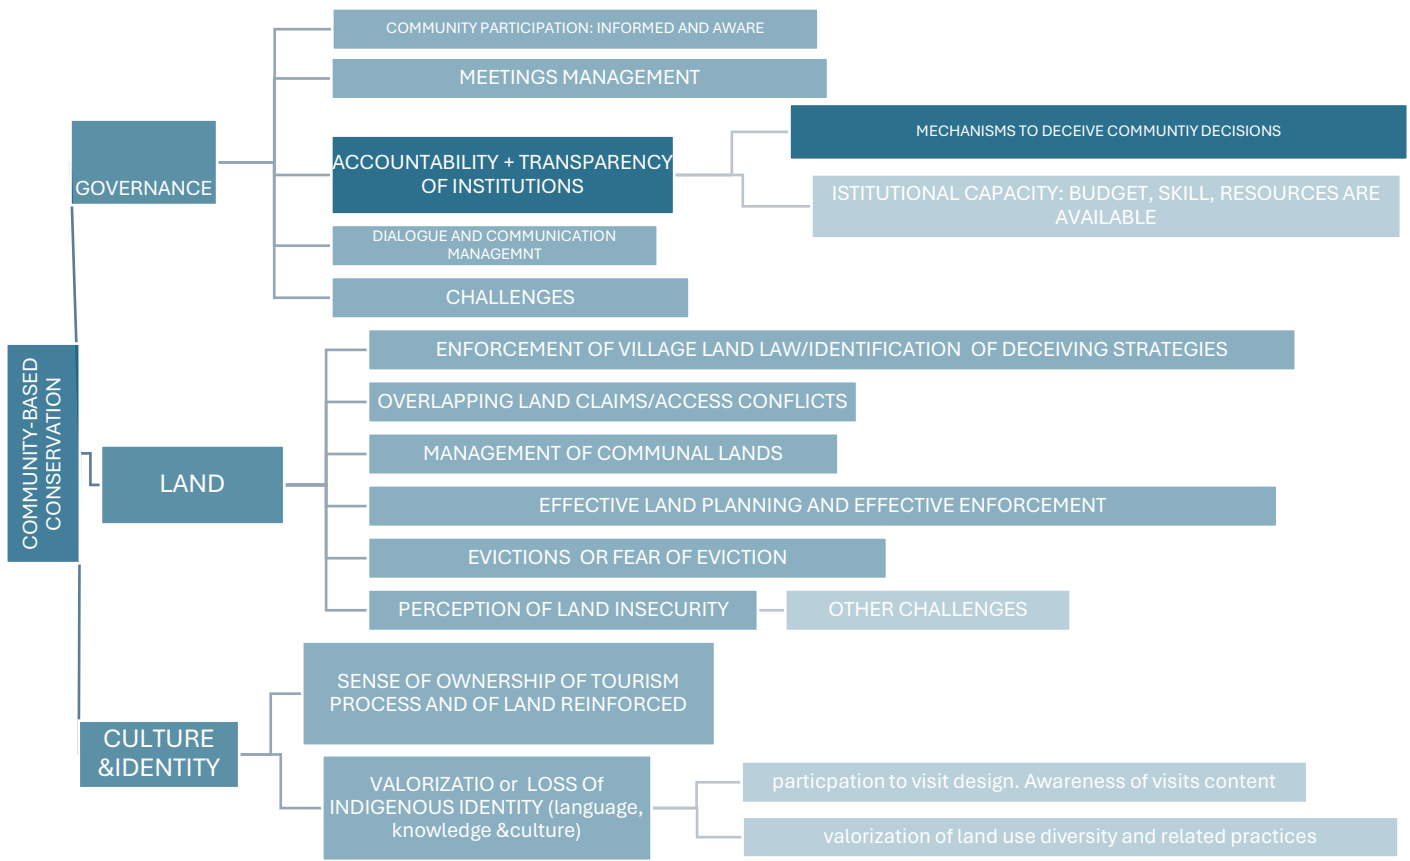 COMMUNITY-BASED
CONSERVATION
GOVERNANCE
COMMUNITY PARTICIPATION: INFORMED AND AWARE
MEETINGS MANAGEMENT
ACCOUNTABILITY + TRANSPARENCY
OF INSTITUTIONS
MECHANISMS TO DECEIVE COMMUNTIY DECISIONS
ISTITUTIONAL CAPACITY: BUDGET, SKILL, RESOURCES ARE
AVAILABLE
DIALOGUE AND COMMUNICATION
MANAGEMNT
CHALLENGES
LAND
ENFORCEMENT OF VILLAGE LAND LAW/IDENTIFICATION OF DECEIVING STRATEGIES
OVERLAPPING LAND CLAIMS/ACCESS CONFLICTS
MANAGEMENT OF COMMUNAL LANDS
EFFECTIVE LAND PLANNING AND EFFECTIVE ENFORCEMENT
EVICTIONS OR FEAR OF EVICTION
PERCEPTION OF LAND INSECURITY
OTHER CHALLENGES
CULTURE
&IDENTITY
SENSE OF OWNERSHIP OF TOURISM
PROCESS AND OF LAND REINFORCED
VALORIZATIO or LOSS Of
INDIGENOUS IDENTITY (language,
knowledge &culture)
particpation to visit design. Awareness of visits content
valorization of land use diversity and related practices